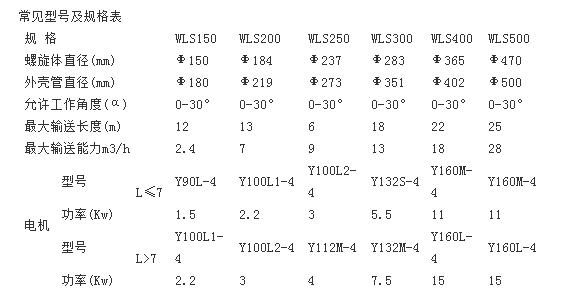 常见型号及规格表
规 格 WLS150 WLS200 WLS250 WLS300 WLS400 WLS500
螺旋体直径(mm) Φ150 Φ184 Φ237 Φ283 Φ365 Φ470
外壳管直径(mm) Φ180 Φ219 Φ273 Φ351 Φ402 Φ500
允许工作角度(α) 0-30° 0-30° 0-30° 0-30° 0-30° 0-30°
最大输送长度(m) 12 13 6 18 22 25
最大输送能力m3/h 2.4 7 9 13 18 28
电机 型号 L≤7 Y90L-4 Y100L1-4 Y100L2-4 Y132S-4 Y160M-4 Y160M-4
功率(Kw) 1.5 2.2 3 5.5 11 11
型号 L>7 Y100L1-4 Y100L2-4 Y112M-4 Y132M-4 Y160L-4 Y160L-4
功率(Kw) 2.2 3 4 7.5 15 15